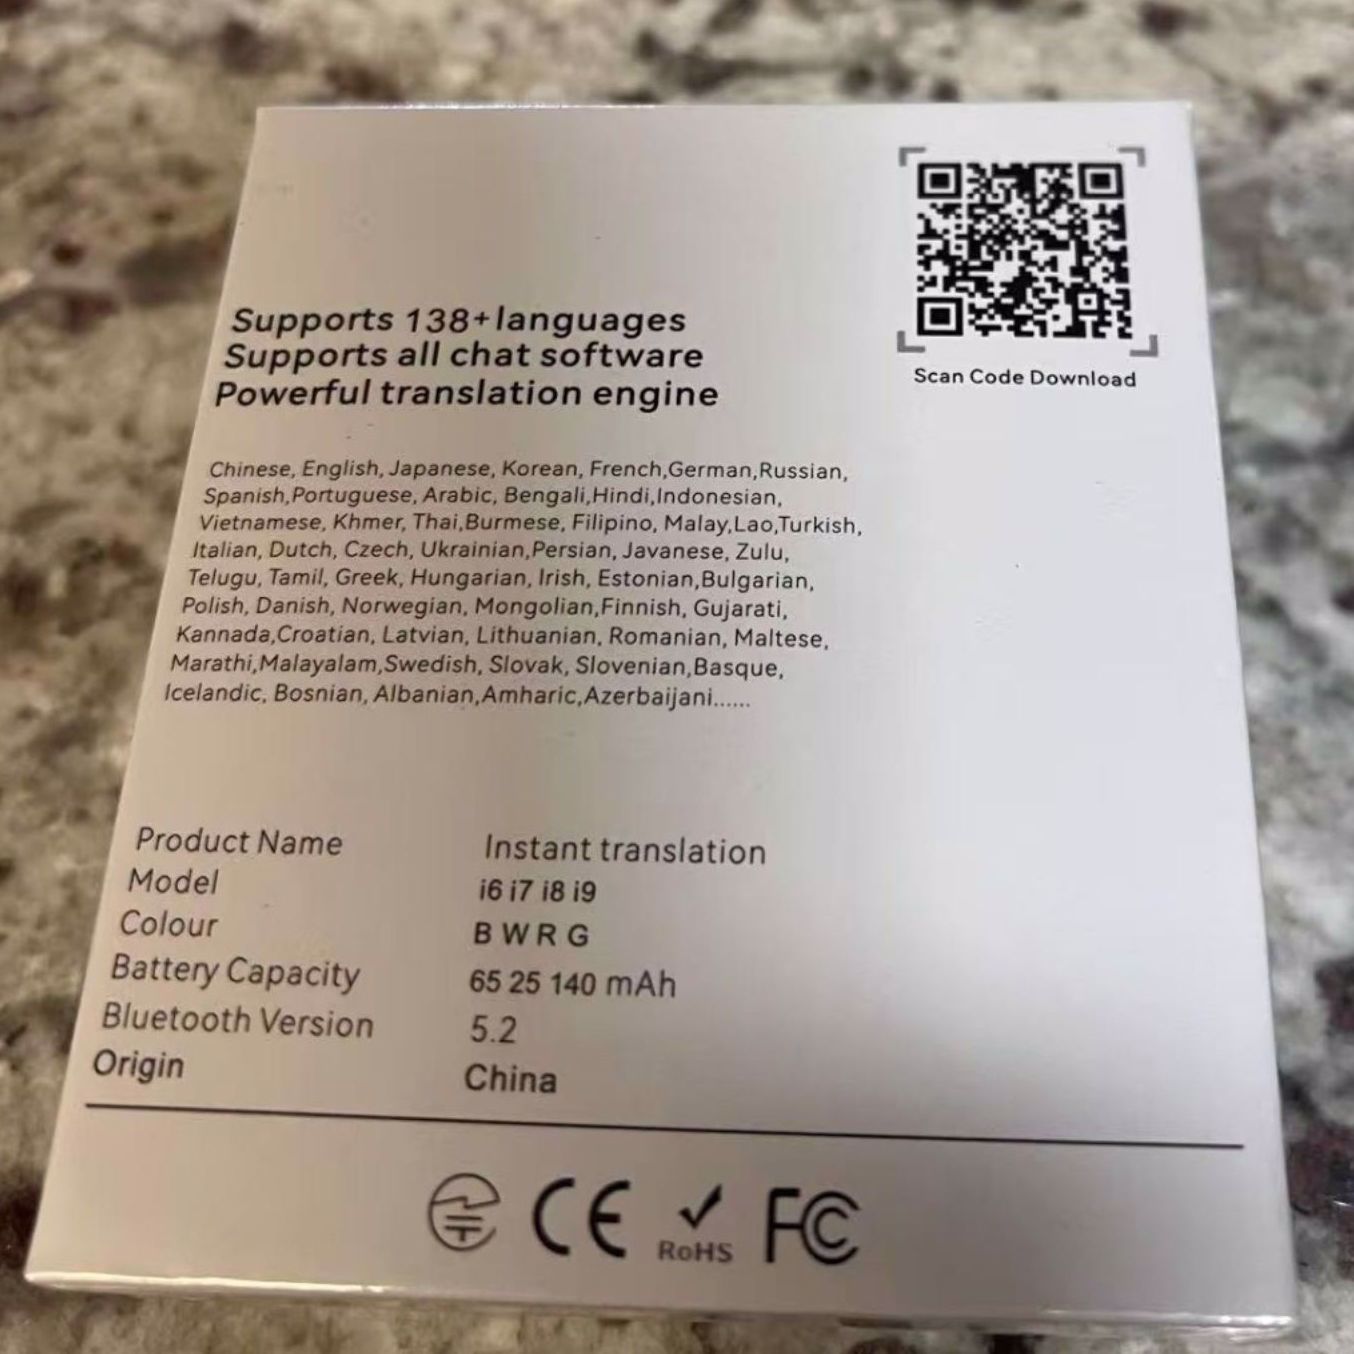 Scan Code Download
Supports 138+languages
Supports all chat software
Powerful translation engine
Chinese, English, Japanese, Korean, French,German,Russian,
Spanish,Portuguese, Arabic, Bengali,Hindi,Indonesian,
Vietnamese, Khmer, Thai,Burmese, Filipino, Malay,Lao,Turkish,
Italian, Dutch, Czech, Ukrainian,Persian, Javanese, Zulu,
Telugu, Tamil, Greek, Hungarian, Irish, Estonian,Bulgarian,
Polish, Danish, Norwegian, Mongolian,Finnish, Gujarati,
Kannada,Croatian, Latvian, Lithuanian, Romanian, Maltese,
Marathi,Malayalam,Swedish, Slovak, Slovenian,Basque,
Icelandic, Bosnian, Albanian,Amharic,Azerbaijani......
Product Name Instant translation
Model i6 i7 i8 i9
Colour B W R G
Battery Capacity 65 25 140 mAh
Bluetooth Version 5.2
Origin China
CE RoHS FC